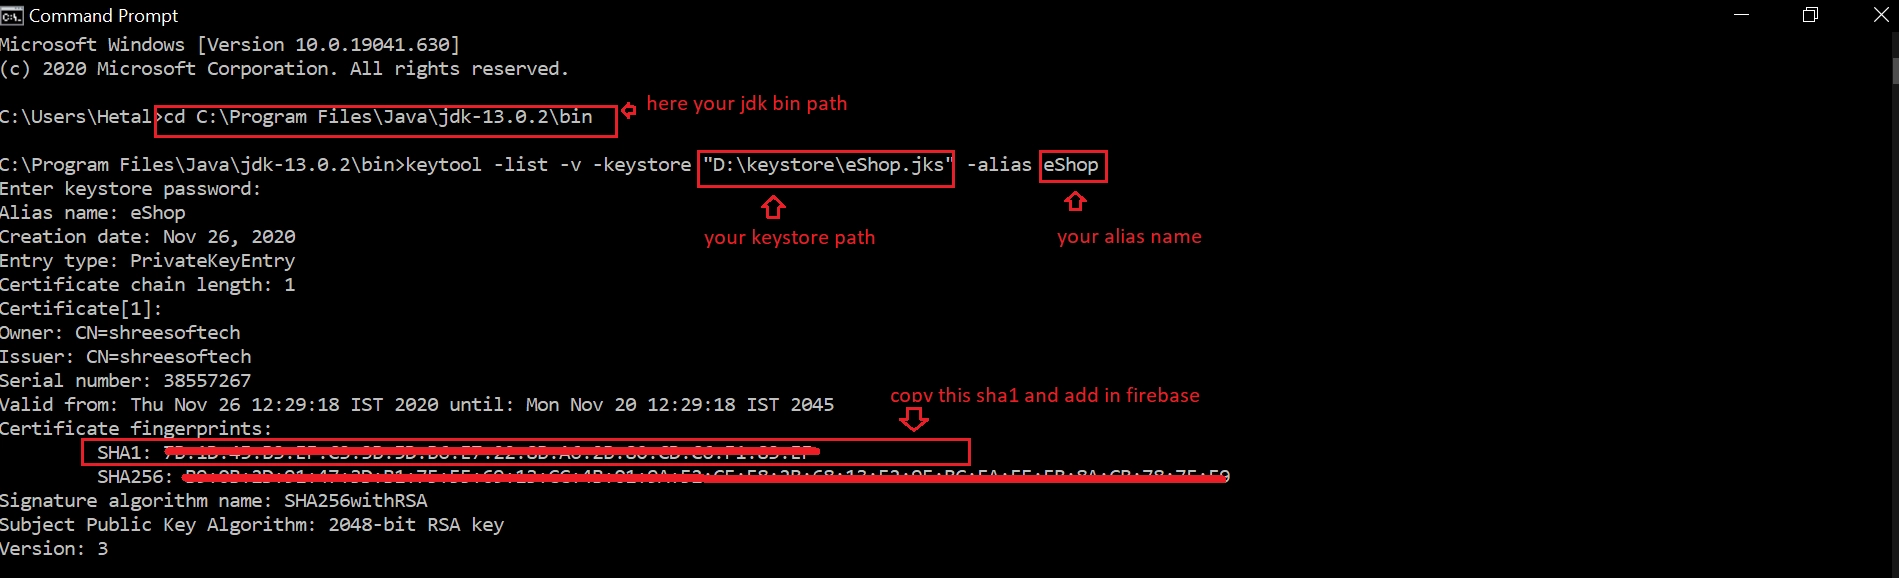 Command Prompt
Microsoft Windows [Version 10.0.19041.630]
(c) 2020 Microsoft Corporation. All rights reserved.
C:\Users\Hetal>cd C:\Program Files\Java\jdk-13.0.2\bin
here your jdk bin path
C:\Program Files\Java\jdk-13.0.2\bin>keytool -list -v -keystore "D:\keystore\eShop.jks" -alias eShop
Enter keystore password:
Alias name: eShop
your keystore path
your alias name
Creation date: Nov 26, 2020
Entry type: PrivateKeyEntry
Certificate chain length: 1
Certificate[1]:
Owner: CN=shreesoftech
Issuer: CN=shreesoftech
Serial number: 38557267
copy this sha1 and add in firebase
Valid from: Thu Nov 26 12:29:18 IST 2020 until: Mon Nov 20 12:29:18 IST 2045
Certificate fingerprints:
SHA1:
SHA256:
Signature algorithm name: SHA256withRSA
Subject Public Key Algorithm: 2048-bit RSA key
Version: 3